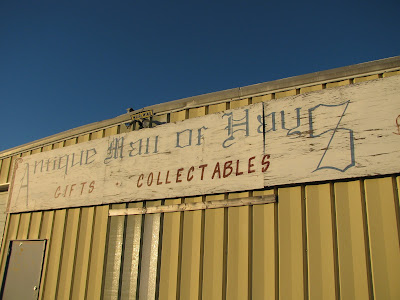 Antique Mall of Hays
GIFTS COLLECTABLES